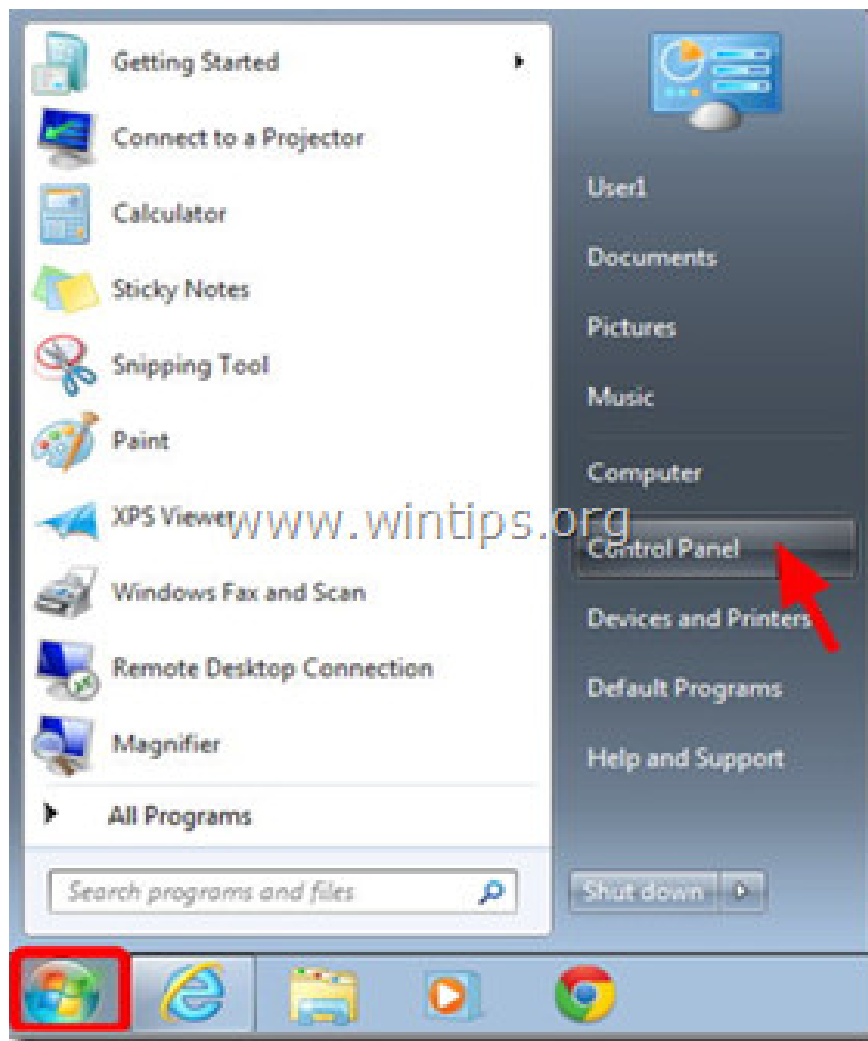 Getting Started
Connect to a Projector
Calculator
Sticky Notes
Snipping Tool
Paint
XPS Viewer
Windows Fax and Scan
Remote Desktop Connection
Magnifier
All Programs
Search programs and files
User1
Documents
Pictures
Music
Computer
Control Panel
Devices and Printers
Default Programs
Help and Support
Shut down
www.wintips.org